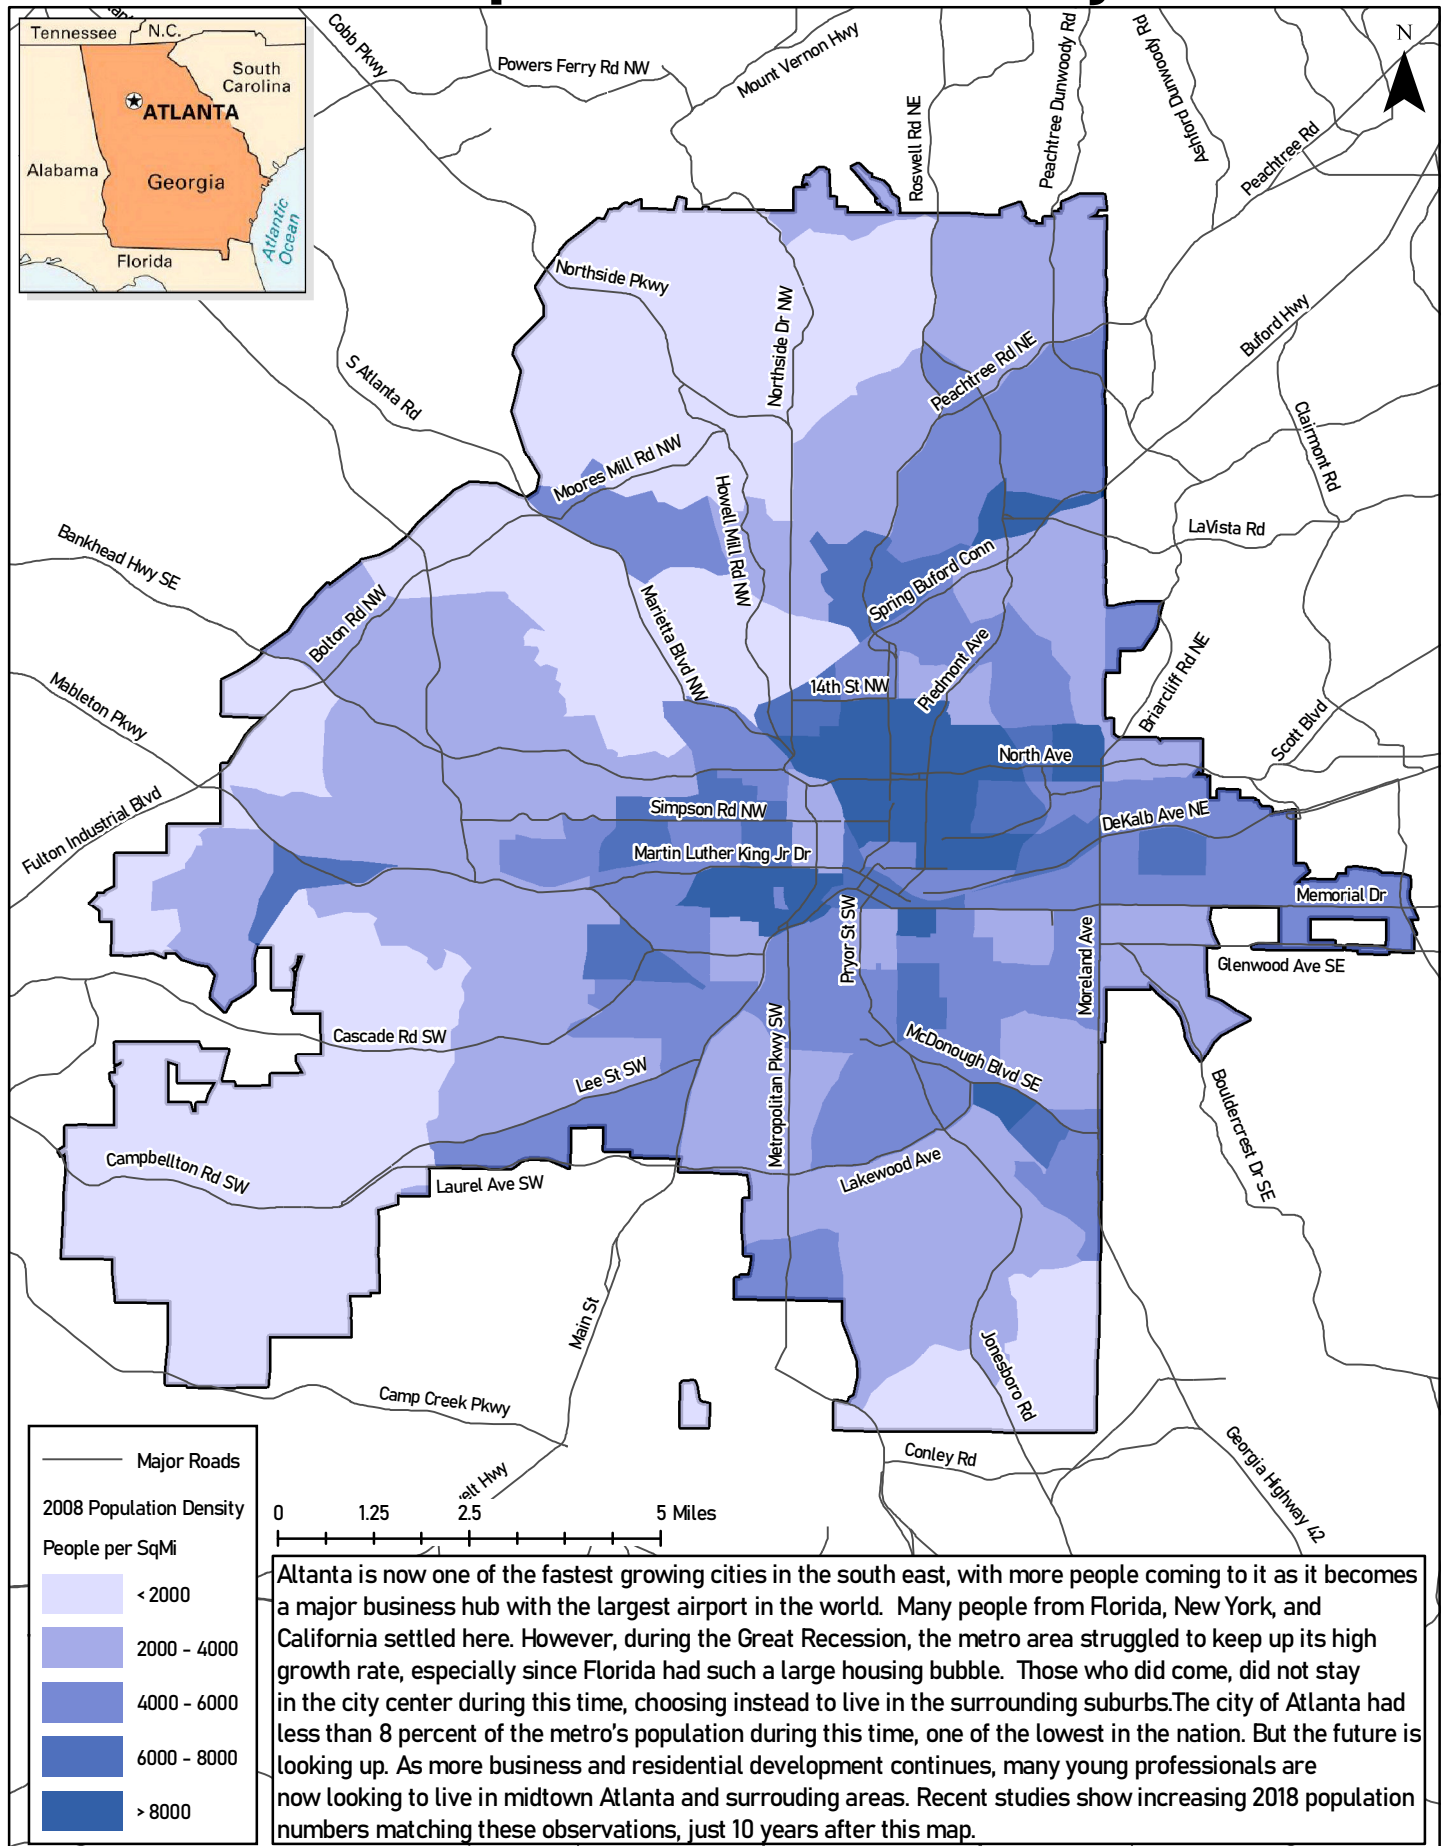 Tennessee
N.C.
South
Carolina
ATLANTA
Alabama
Georgia
Atlantic
Ocean
Florida
N
Cobb Pkwy
Powers Ferry Rd NW
Mount Vernon Hwy
Roswell Rd NE
Peachtree Dunwoody Rd
Ashford Dunwoody Rd
Peachtree Rd
Northside Pkwy
Northside Dr NW
Peachtree Rd NE
Buford Hwy
S Atlanta Rd
Clairmont Rd
Moores Mill Rd NW
Howell Mill Rd NW
LaVista Rd
Bankhead Hwy SE
Spring Buford Conn
Bolton Rd NW
Marietta Blvd NW
Piedmont Ave
Briarcliff Rd NE
Mableton Pkwy
14th St NW
Scott Blvd
North Ave
Fulton Industrial Blvd
Simpson Rd NW
DeKalb Ave NE
Martin Luther King Jr Dr
Memorial Dr
Pryor St SW
Moreland Ave
Glenwood Ave SE
Cascade Rd SW
Metropolitan Pkwy SW
McDonough Blvd SE
Lee St SW
Bouldercrest Dr SE
Campbellton Rd SW
Laurel Ave SW
Lakewood Ave
Main St
Jonesboro Rd
Camp Creek Pkwy
Conley Rd
Georgia Highway 42
elt Hwy
Major Roads
2008 Population Density
People per SqMi
< 2000
2000 - 4000
4000 - 6000
6000 - 8000
> 8000
0 1.25 2.5 5 Miles
Altanta is now one of the fastest growing cities in the south east, with more people coming to it as it becomes
a major business hub with the largest airport in the world.  Many people from Florida, New York, and
California settled here. However, during the Great Recession, the metro area struggled to keep up its high
growth rate, especially since Florida had such a large housing bubble.  Those who did come, did not stay
in the city center during this time, choosing instead to live in the surrounding suburbs.The city of Atlanta had
less than 8 percent of the metro's population during this time, one of the lowest in the nation. But the future is
looking up. As more business and residential development continues, many young professionals are
now looking to live in midtown Atlanta and surrouding areas. Recent studies show increasing 2018 population
numbers matching these observations, just 10 years after this map.